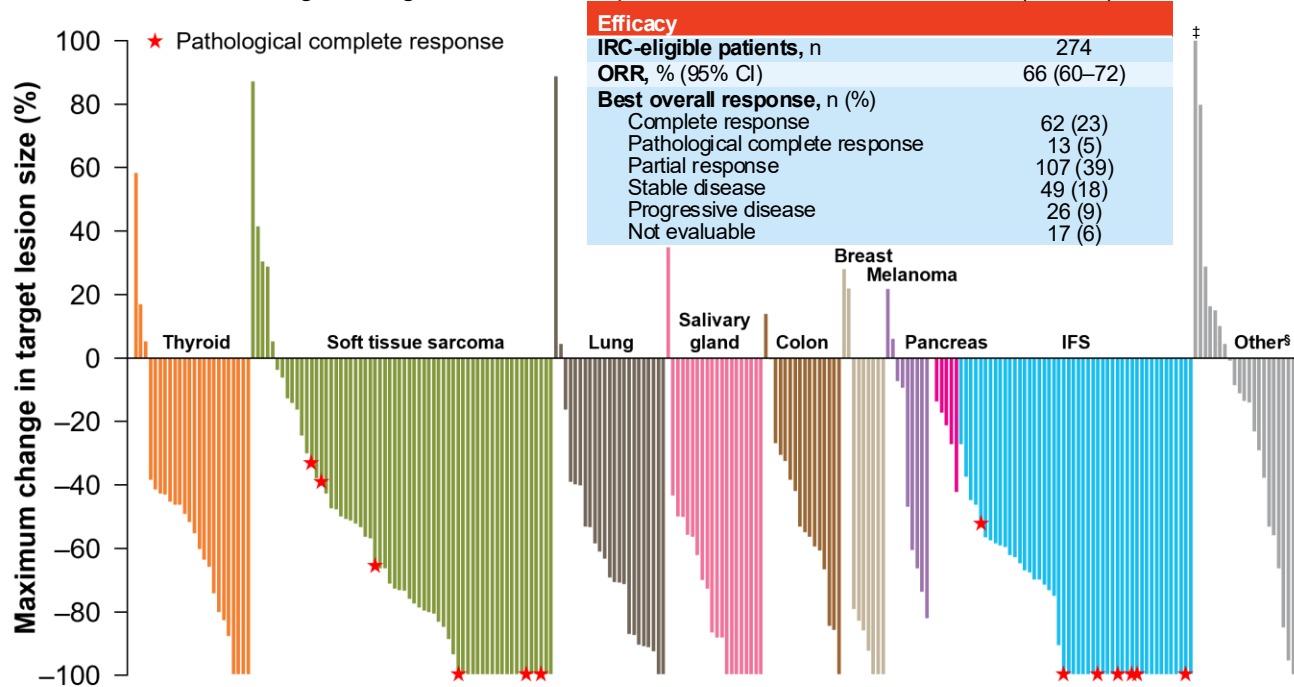 Efficacy
IRC-eligible patients, n 274
ORR, % (95% CI) 66 (60–72)
Best overall response, n (%)
Complete response 62 (23)
Pathological complete response 13 (5)
Partial response 107 (39)
Stable disease 49 (18)
Progressive disease 26 (9)
Not evaluable 17 (6)
★ Pathological complete response
‡
Maximum change in target lesion size (%)
100
80
60
40
20
0
–20
–40
–60
–80
–100
Thyroid
Soft tissue sarcoma
Lung
Salivary
gland
Colon
Breast
Melanoma
Pancreas
IFS
Other§